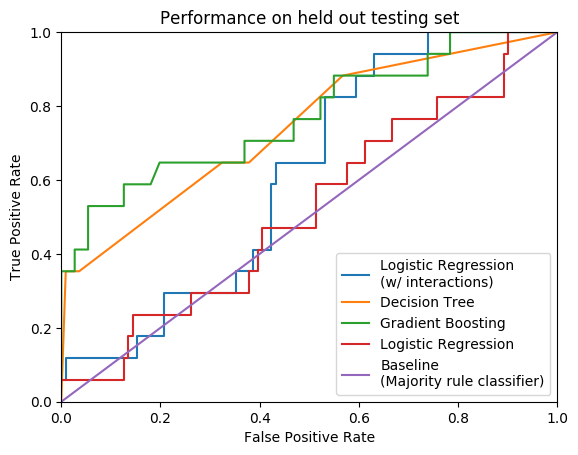 Performance on held out testing set
True Positive Rate
1.0
0.8
0.6
0.4
0.2
0.0
0.0 0.2 0.4 0.6 0.8 1.0
False Positive Rate
Logistic Regression
(w/ interactions)
Decision Tree
Gradient Boosting
Logistic Regression
Baseline
(Majority rule classifier)